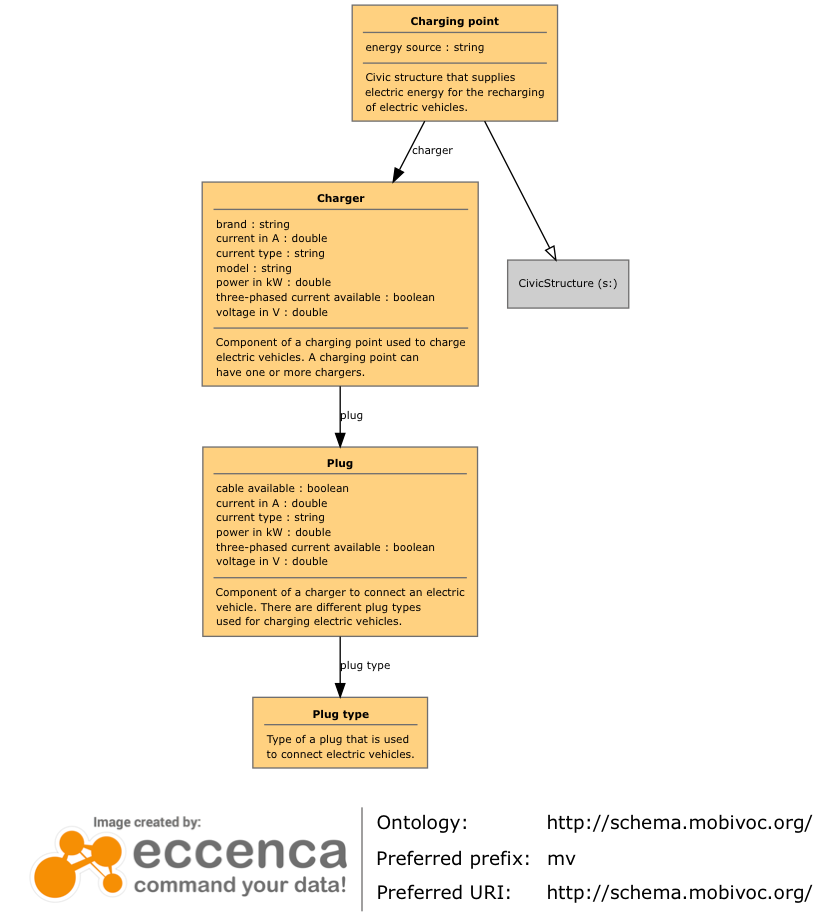 Charging point
energy source : string
Civic structure that supplies
electric energy for the recharging
of electric vehicles.
charger
Charger
brand : string
current in A : double
current type : string
model : string
power in kW : double
three-phased current available : boolean
voltage in V : double
Component of a charging point used to charge
electric vehicles. A charging point can
have one or more chargers.
CivicStructure (s:)
plug
Plug
cable available : boolean
current in A : double
current type : string
power in kW : double
three-phased current available : boolean
voltage in V : double
Component of a charger to connect an electric
vehicle. There are different plug types
used for charging electric vehicles.
plug type
Plug type
Type of a plug that is used
to connect electric vehicles.
Image created by:
eccenca
command your data!
Ontology: http://schema.mobivoc.org/
Preferred prefix: mv
Preferred URI: http://schema.mobivoc.org/